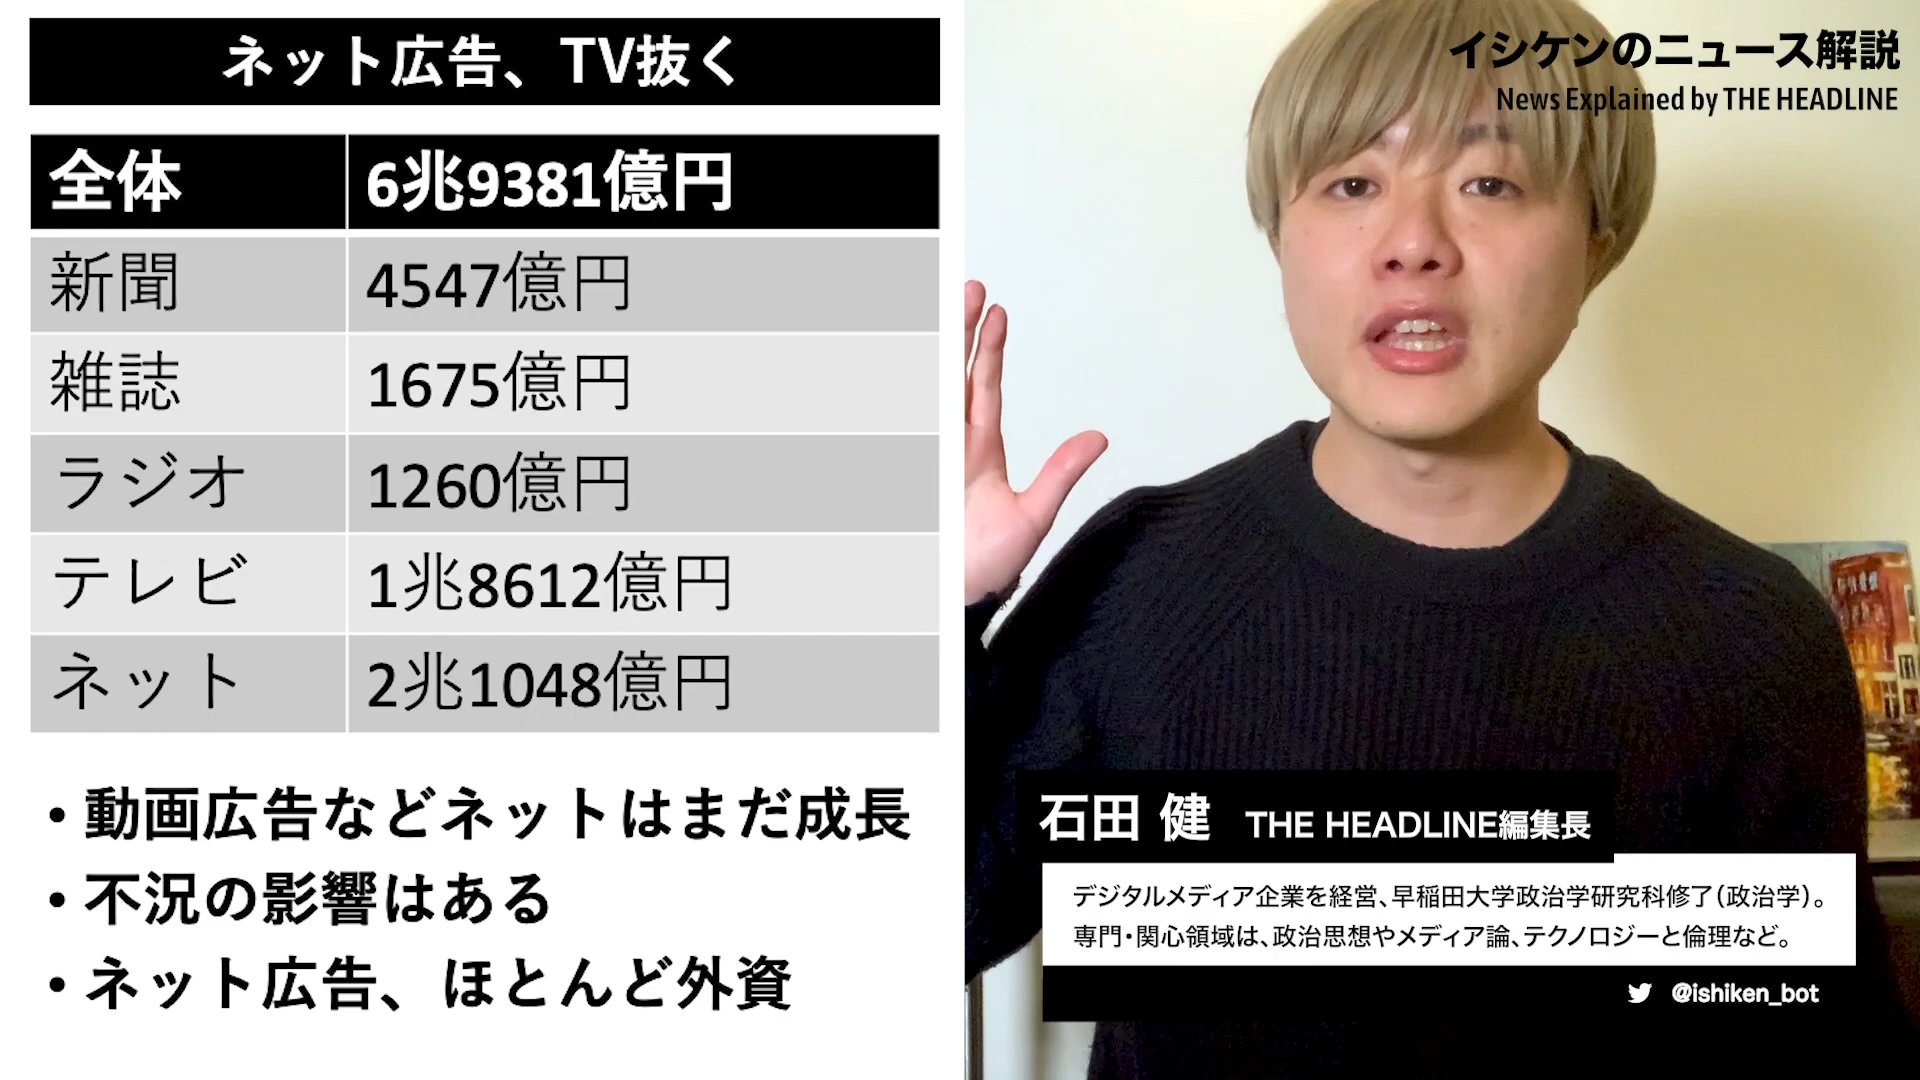 ネット広告、TV抜く
全体 6兆9381億円
新聞 4547億円
雑誌 1675億円
ラジオ 1260億円
テレビ 1兆8612億円
ネット 2兆1048億円
・動画広告などネットはまだ成長
・不況の影響はある
・ネット広告、ほとんど外資
イシケンのニュース解説
News Explained by THE HEADLINE
石田 健 THE HEADLINE編集長
デジタルメディア企業を経営、早稲田大学政治学研究科修了（政治学）。
専門・関心領域は、政治思想やメディア論、テクノロジーと倫理など。
@ishiken_bot